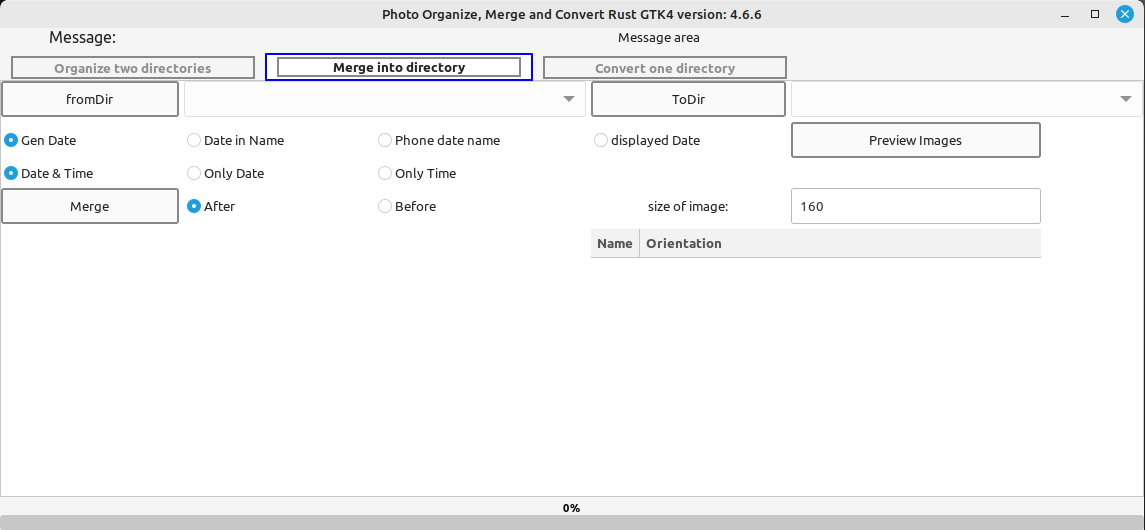 Photo Organize, Merge and Convert Rust GTK4 version: 4.6.6
Message: Message area
Organize two directories Merge into directory Convert one directory
fromDir ToDir
Gen Date Date in Name Phone date name displayed Date Preview Images
Date & Time Only Date Only Time
Merge After Before size of image: 160
Name Orientation
0%